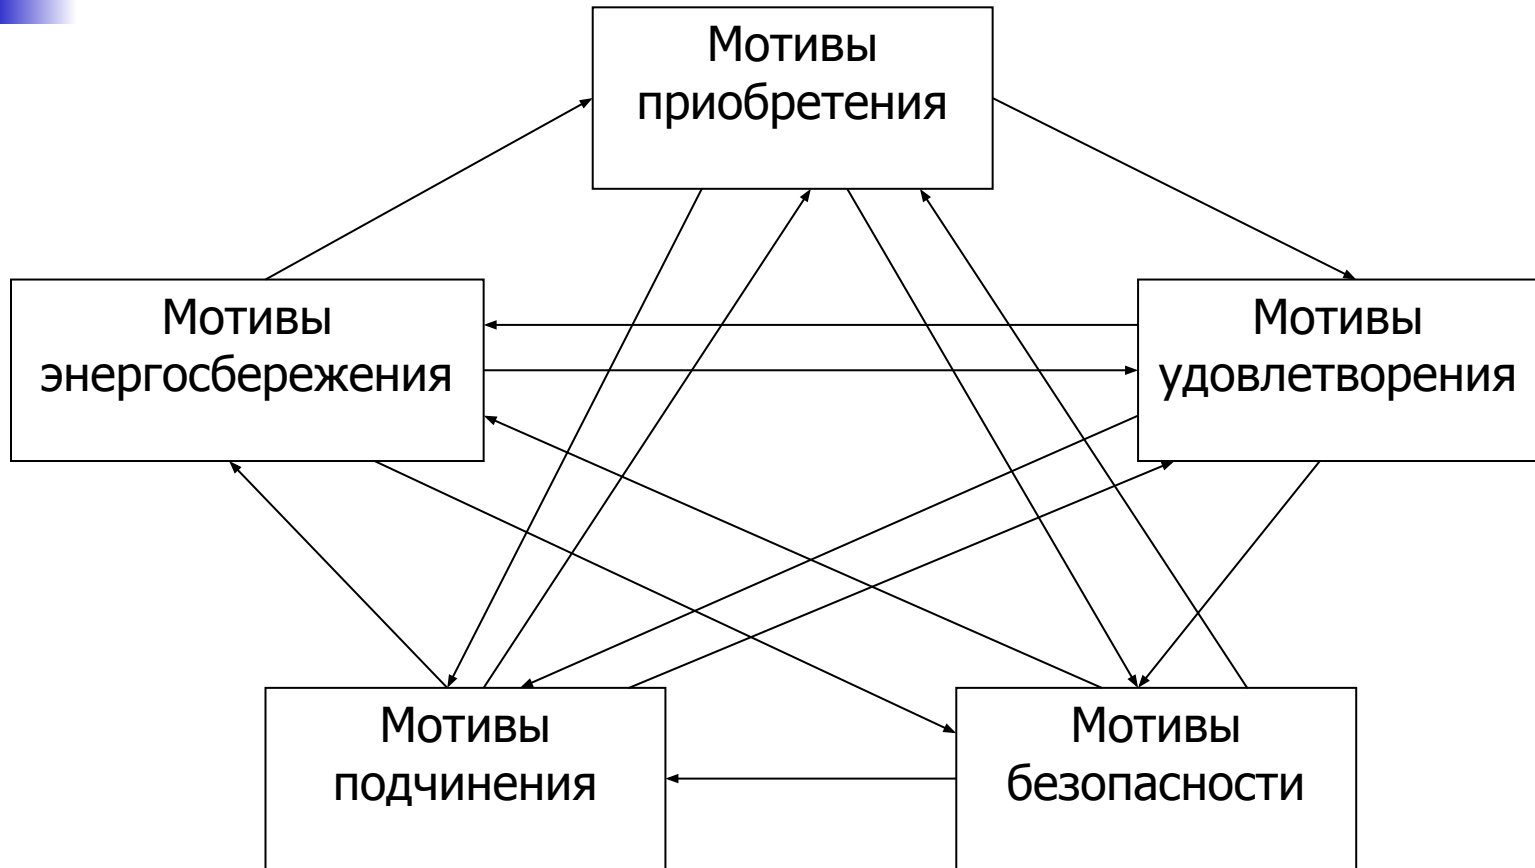 Мотивы
приобретения
Мотивы
энергосбережения
Мотивы
удовлетворения
Мотивы
подчинения
Мотивы
безопасности